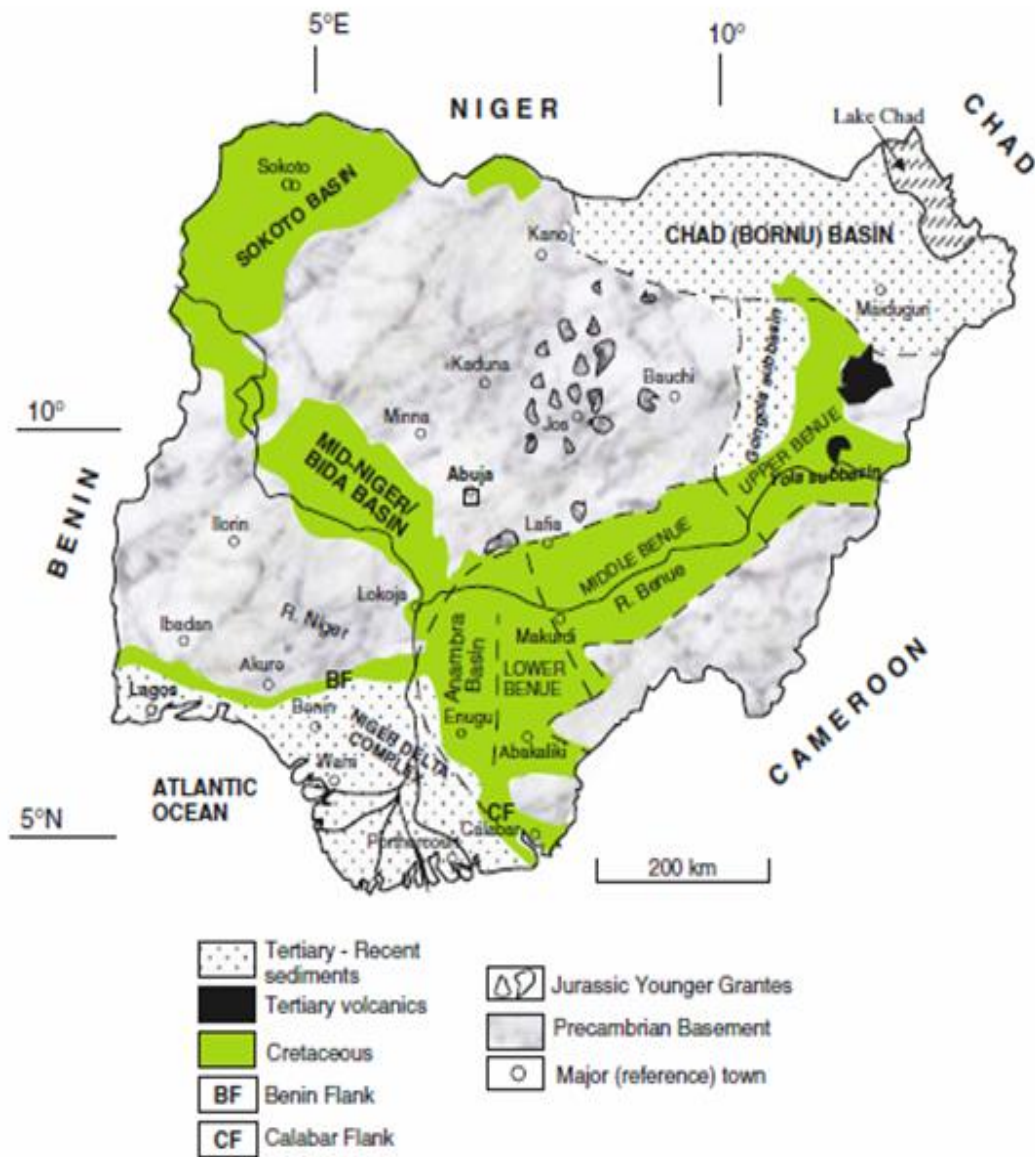 5°E
10°
NIGER
CHAD
Lake Chad
Sokoto
SOKOTO BASIN
Kano
CHAD (BORNU) BASIN
Maiduguri
Gongola subbasin
Kaduna
Bauchi
Minna
Jos
10°
UPPER BENUE
Yola subbasin
MID-NIGER/
BIDA BASIN
Abuja
BENIN
Ilorin
Lafia
MIDDLE BENUE
R. Benue
Lokoja
R. Niger
Ibadan
Makurdi
Anambra
Basin
LOWER
BENUE
Akure
BF
Lagos
Benin
Enugu
NIGER DELTA
COMPLEX
Abakaliki
CAMEROON
Warri
ATLANTIC
OCEAN
5°N
CF
Calabar
Portharcourt
200 km
Tertiary - Recent
sediments
Tertiary volcanics
Cretaceous
BF Benin Flank
CF Calabar Flank
Jurassic Younger Grantes
Precambrian Basement
Major (reference) town